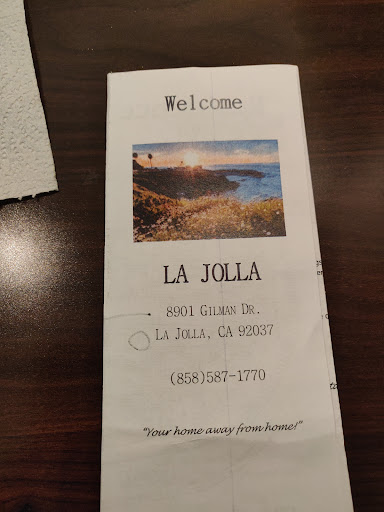 Welcome
LA JOLLA
8901 GILMAN DR.
LA JOLLA, CA 92037
(858)587-1770
"Your home away from home!"